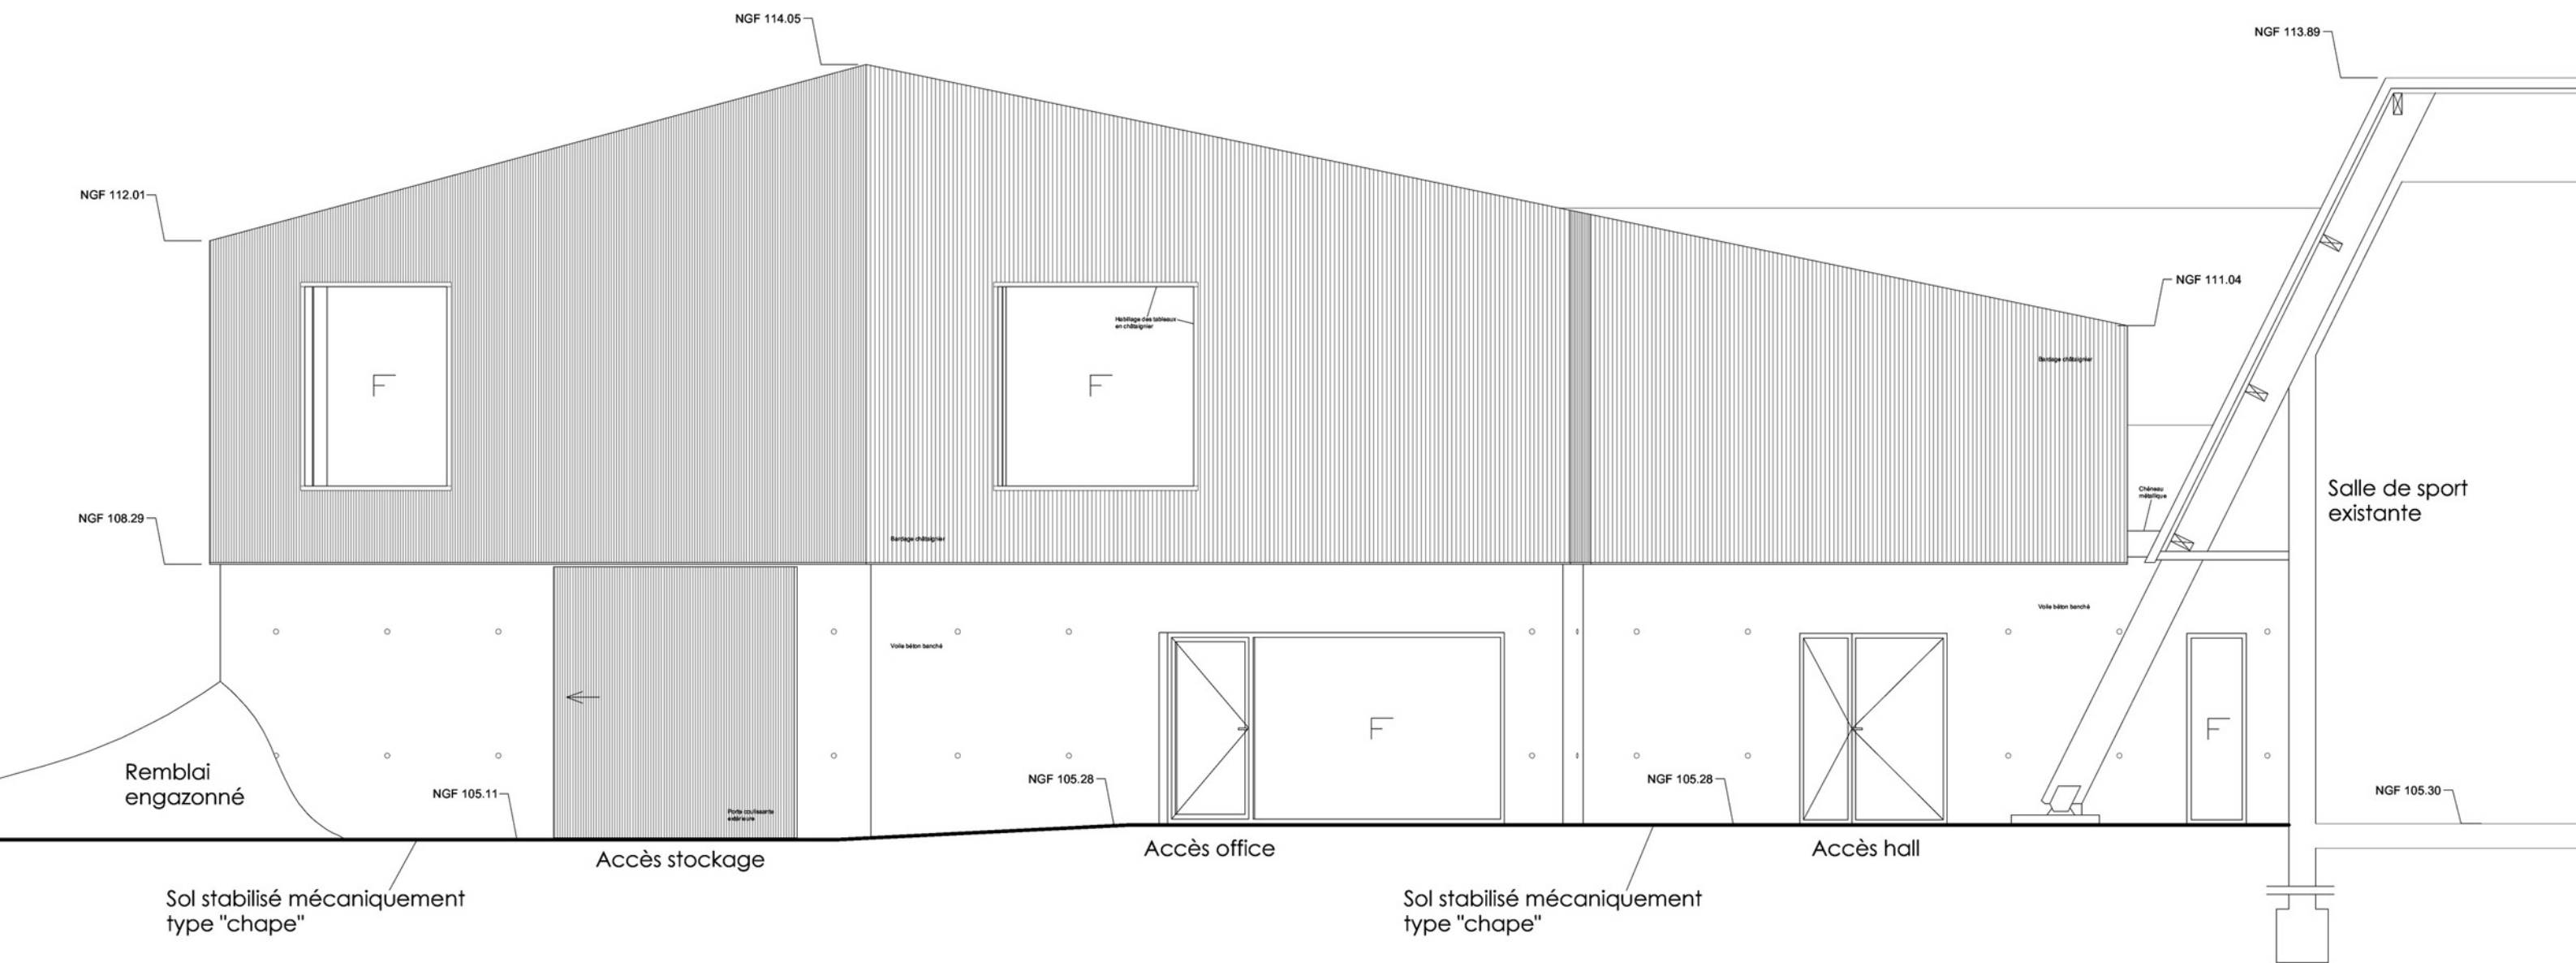 NGF 114.05
NGF 113.89
NGF 112.01
NGF 111.04
Habillage des tableaux
en châtaignier
F
F
Bardage châtaignier
Chéneau
métallique
Salle de sport
existante
NGF 108.29
Bardage châtaignier
Voile béton banché
Voile béton banché
F
F
Remblai
engazonné
NGF 105.11
Porte coulissante
extérieure
NGF 105.28
NGF 105.28
NGF 105.30
Accès stockage
Accès office
Accès hall
Sol stabilisé mécaniquement
type "chape"
Sol stabilisé mécaniquement
type "chape"